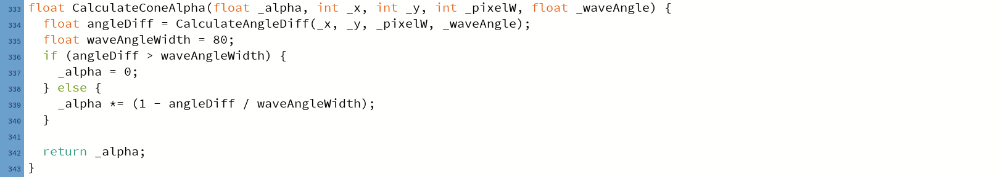 333 float CalculateConeAlpha(float _alpha, int _x, int _y, int _pixelW, float _waveAngle) {
334   float angleDiff = CalculateAngleDiff(_x, _y, _pixelW, _waveAngle);
335   float waveAngleWidth = 80;
336   if (angleDiff > waveAngleWidth) {
337     _alpha = 0;
338   } else {
339     _alpha *= (1 - angleDiff / waveAngleWidth);
340   }
341
342   return _alpha;
343 }